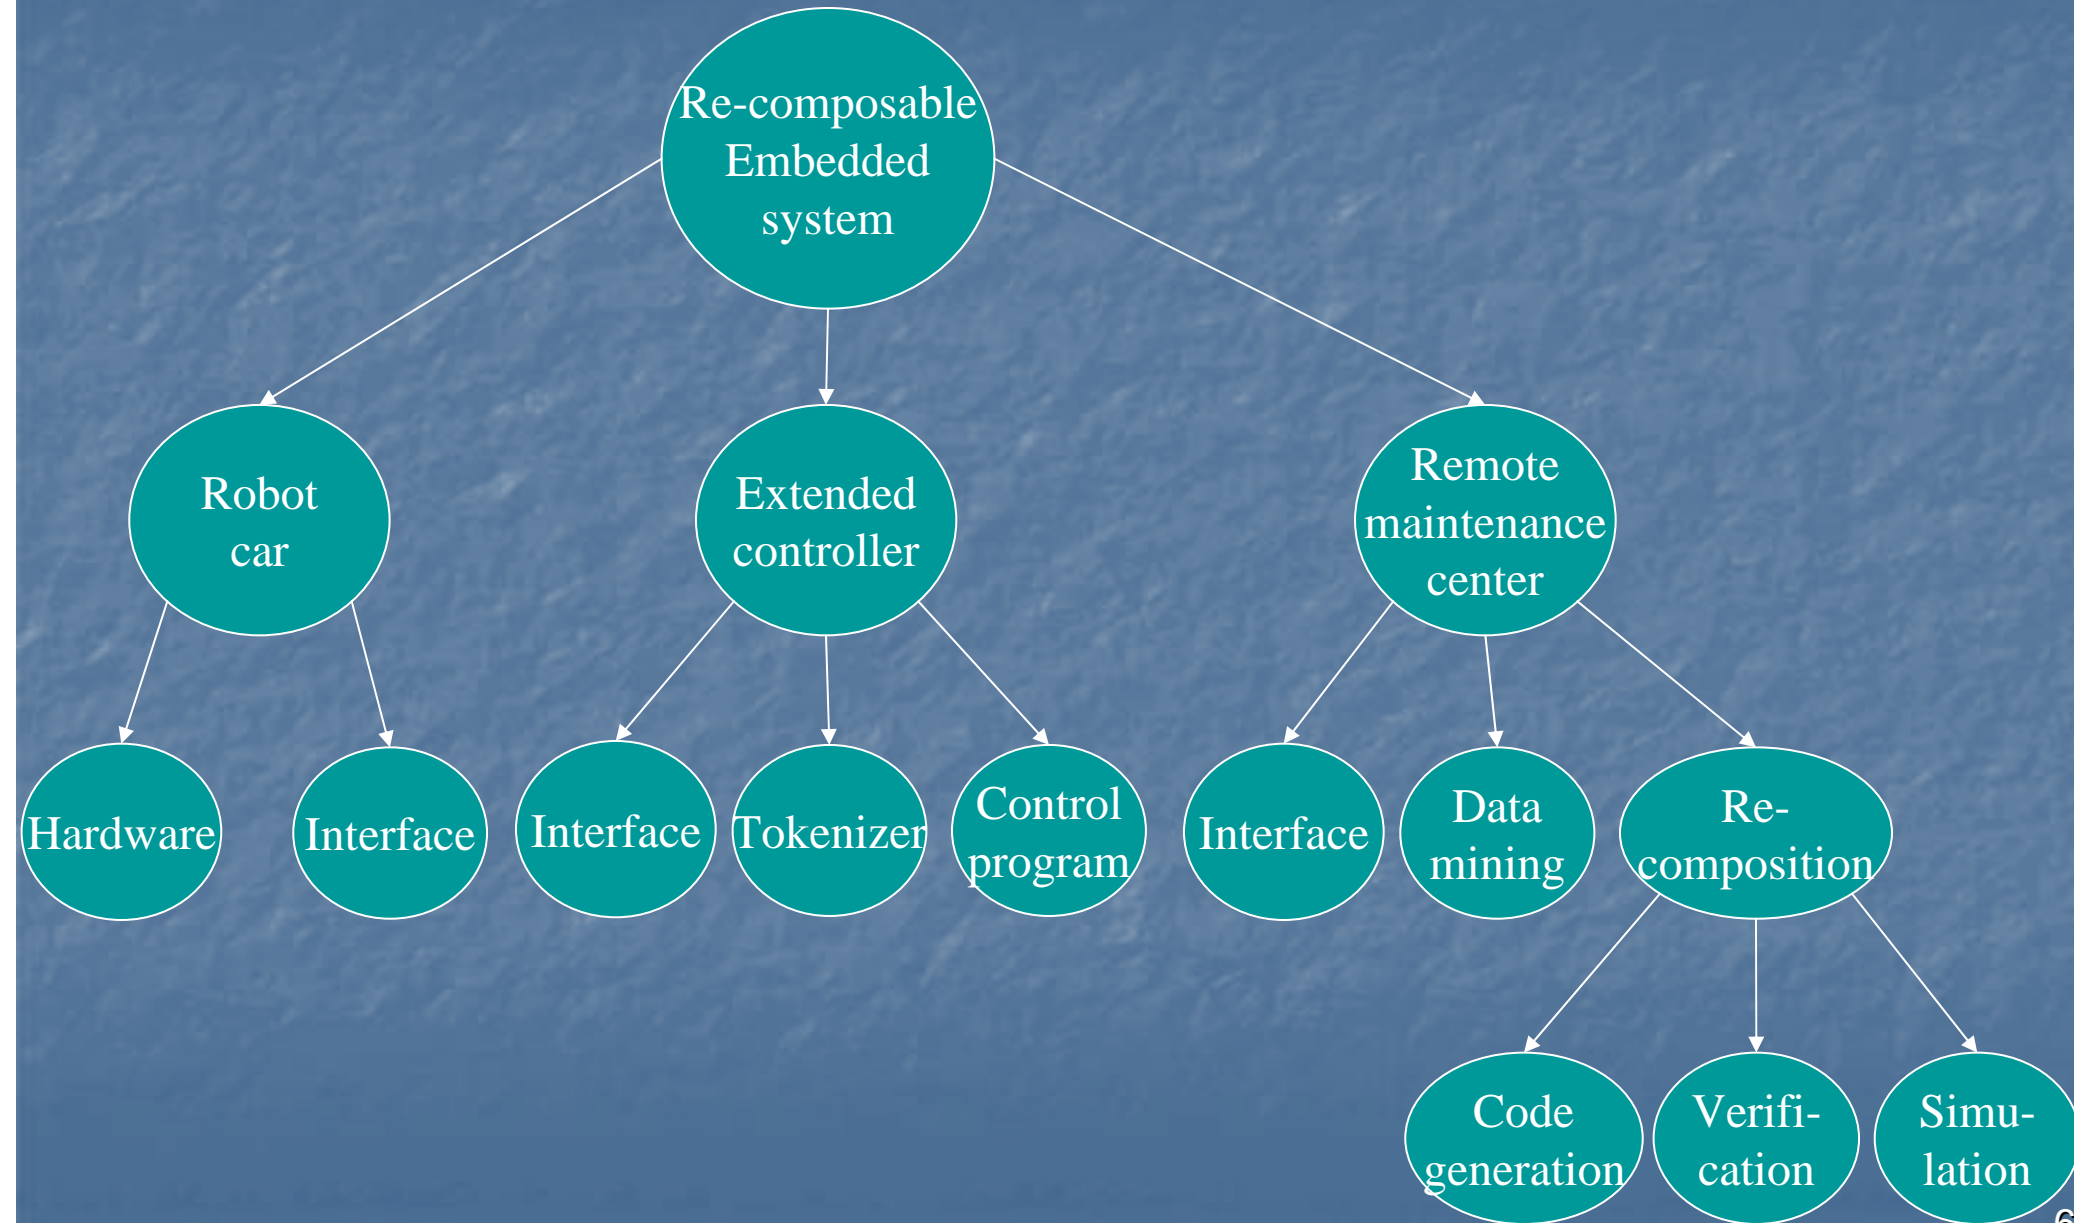 Re-composable
Embedded
system
Robot
car
Extended
controller
Remote
maintenance
center
Hardware
Interface
Interface
Tokenizer
Control
program
Interface
Data
mining
Re-
composition
Code
generation
Verifi-
cation
Simu-
lation
6